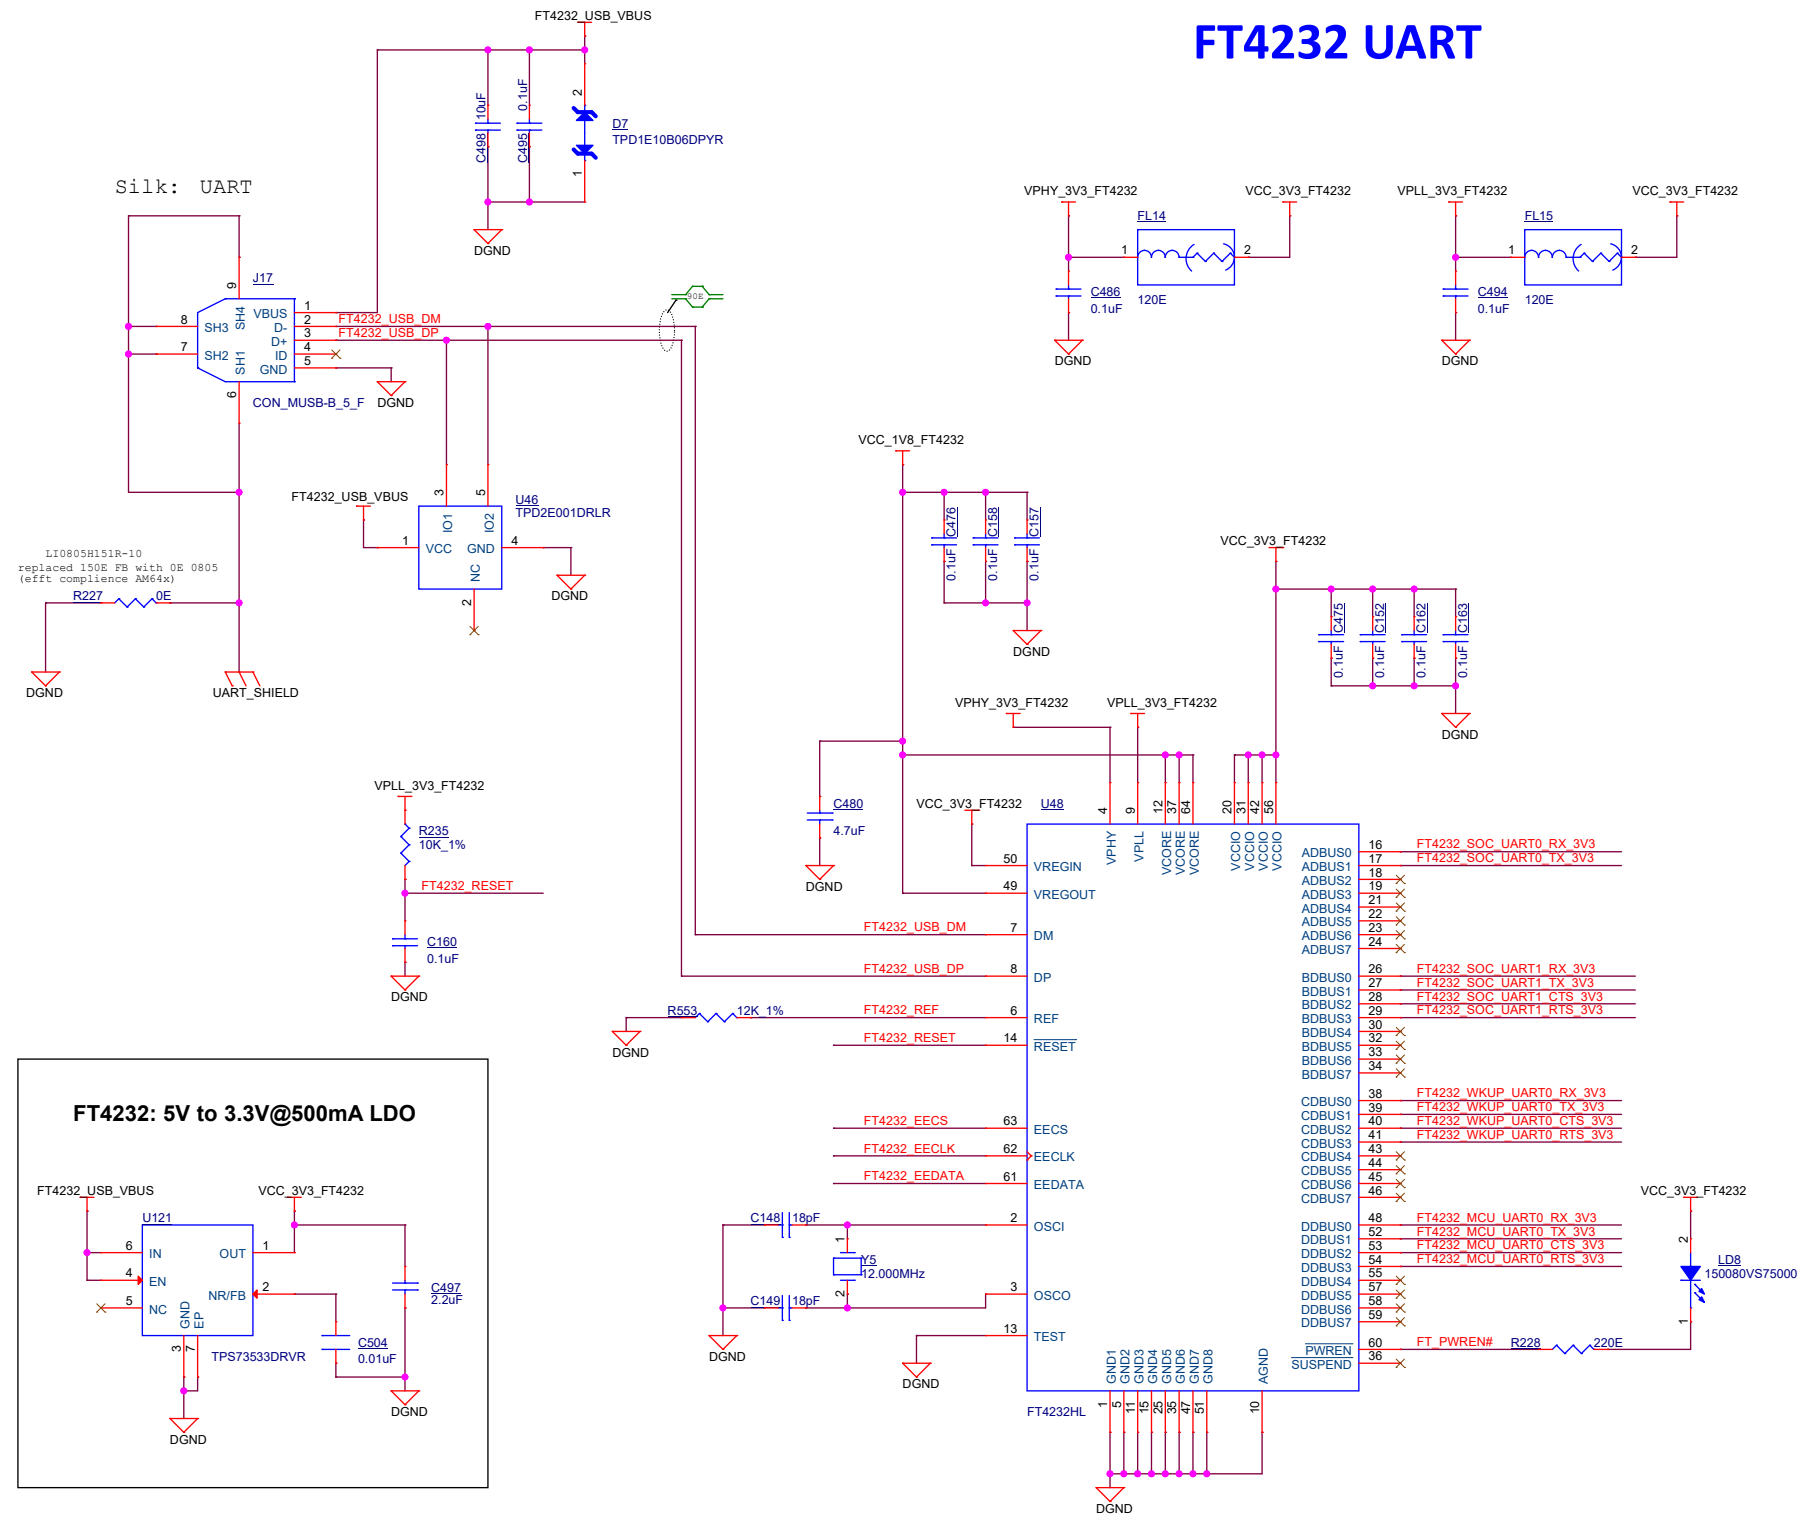 FT4232 UART
FT4232_USB_VBUS
C498
10uF
C495
0.1uF
2
1
D7
TPD1E10B06DPYR
DGND
Silk: UART
J17
9
SH4
8
SH3
7
SH2
SH1
6
VBUS
1
D-
2
D+
3
ID
4
GND
5
FT4232_USB_DM
FT4232_USB_DP
90E
CON_MUSB-B_5_F
DGND
VPHY_3V3_FT4232
VCC_3V3_FT4232
FL14
1
2
120E
C486
0.1uF
DGND
VPLL_3V3_FT4232
VCC_3V3_FT4232
FL15
1
2
120E
C494
0.1uF
DGND
FT4232_USB_VBUS
3
5
U46
TPD2E001DRLR
IO1
IO2
1
VCC
GND
4
NC
2
DGND
LI0805H151R-10
replaced 150E FB with 0E 0805
(efft complience AM64x)
R227
0E
DGND
UART_SHIELD
VCC_1V8_FT4232
C476
0.1uF
C158
0.1uF
C157
0.1uF
DGND
VCC_3V3_FT4232
C475
0.1uF
C152
0.1uF
C162
0.1uF
C163
0.1uF
DGND
VPLL_3V3_FT4232
R235
10K_1%
FT4232_RESET
C160
0.1uF
DGND
C480
4.7uF
DGND
VPHY_3V3_FT4232
VPLL_3V3_FT4232
VCC_3V3_FT4232
U48
4
9
12
37
64
20
31
42
56
VPHY
VPLL
VCORE
VCORE
VCORE
VCCIO
VCCIO
VCCIO
VCCIO
50
VREGIN
49
VREGOUT
FT4232_USB_DM
7
DM
FT4232_USB_DP
8
DP
R553
12K_1%
FT4232_REF
6
REF
DGND
FT4232_RESET
14
RESET
FT4232_EECS
63
EECS
FT4232_EECLK
62
EECLK
FT4232_EEDATA
61
EEDATA
C148
18pF
2
OSCI
1
Y5
12.000MHz
2
C149
18pF
3
OSCO
DGND
13
TEST
DGND
ADBUS0 16 FT4232_SOC_UART0_RX_3V3
ADBUS1 17 FT4232_SOC_UART0_TX_3V3
ADBUS2 18
ADBUS3 19
ADBUS4 21
ADBUS5 22
ADBUS6 23
ADBUS7 24
BDBUS0 26 FT4232_SOC_UART1_RX_3V3
BDBUS1 27 FT4232_SOC_UART1_TX_3V3
BDBUS2 28 FT4232_SOC_UART1_CTS_3V3
BDBUS3 29 FT4232_SOC_UART1_RTS_3V3
BDBUS4 30
BDBUS5 32
BDBUS6 33
BDBUS7 34
CDBUS0 38 FT4232_WKUP_UART0_RX_3V3
CDBUS1 39 FT4232_WKUP_UART0_TX_3V3
CDBUS2 40 FT4232_WKUP_UART0_CTS_3V3
CDBUS3 41 FT4232_WKUP_UART0_RTS_3V3
CDBUS4 43
CDBUS5 44
CDBUS6 45
CDBUS7 46
DDBUS0 48 FT4232_MCU_UART0_RX_3V3
DDBUS1 52 FT4232_MCU_UART0_TX_3V3
DDBUS2 53 FT4232_MCU_UART0_CTS_3V3
DDBUS3 54 FT4232_MCU_UART0_RTS_3V3
DDBUS4 55
DDBUS5 57
DDBUS6 58
DDBUS7 59
PWREN 60 FT_PWREN# R228 220E
SUSPEND 36
VCC_3V3_FT4232
2
LD8
150080VS75000
1
GND1
GND2
GND3
GND4
GND5
GND6
GND7
GND8
AGND
FT4232HL
1
5
11
15
25
35
47
51
10
DGND
FT4232: 5V to 3.3V@500mA LDO
FT4232_USB_VBUS
VCC_3V3_FT4232
U121
6
IN
OUT
1
4
EN
5
NC
NR/FB
2
GND
EP
3
7
TPS73533DRVR
C497
2.2uF
C504
0.01uF
DGND
DGND